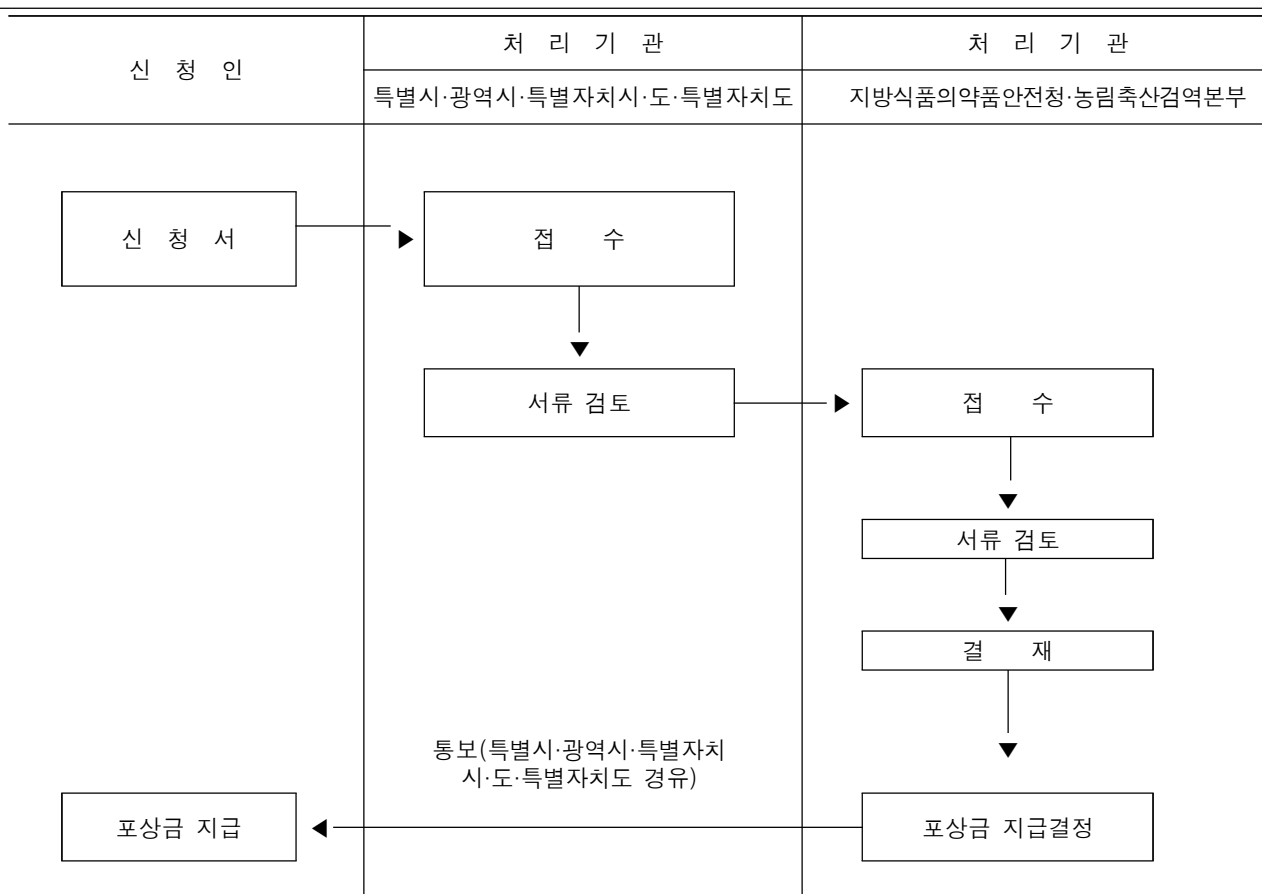 신 청 인
처 리 기 관
처 리 기 관
특별시·광역시·특별자치시·도·특별자치도
지방식품의약품안전청·농림축산검역본부
신 청 서
접 수
서류 검토
접 수
서류 검토
결 재
통보(특별시·광역시·특별자치
시·도·특별자치도 경유)
포상금 지급
포상금 지급결정